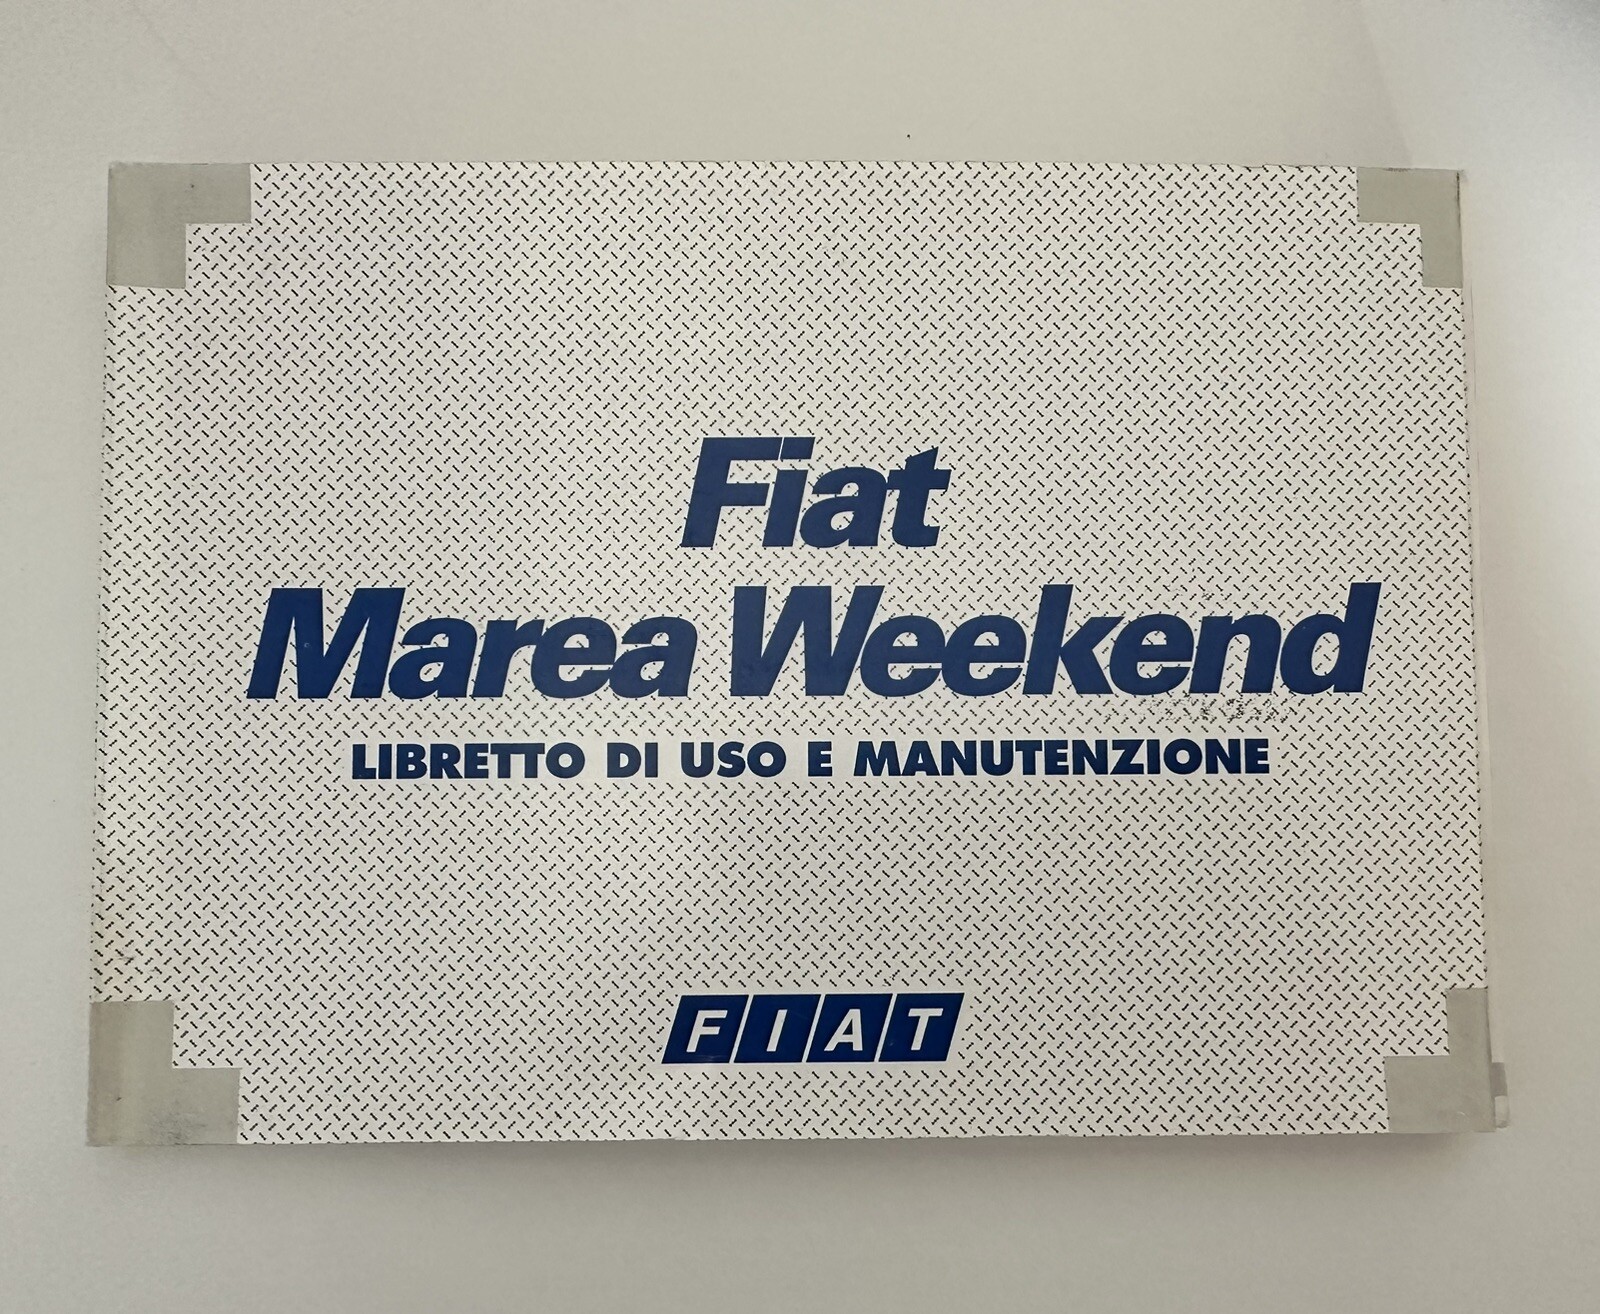 Fiat
Marea Weekend
LIBRETTO DI USO E MANUTENZIONE
FIAT